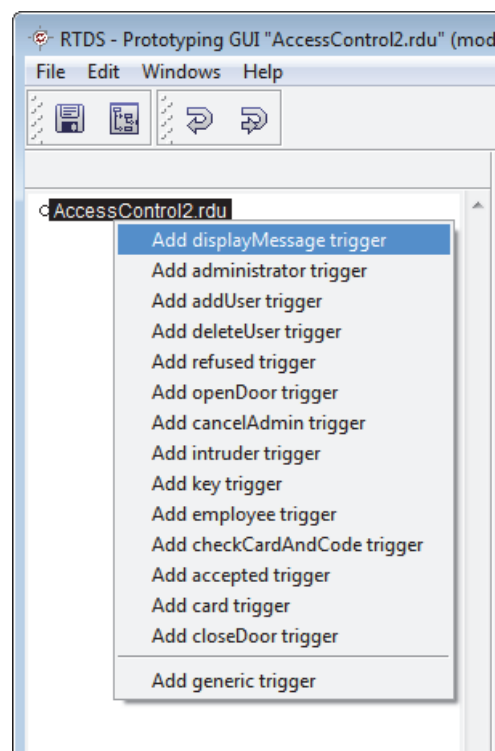 RTDS - Prototyping GUI "AccessControl2.rdu" (mod
File Edit Windows Help
AccessControl2.rdu
Add displayMessage trigger
Add administrator trigger
Add addUser trigger
Add deleteUser trigger
Add refused trigger
Add openDoor trigger
Add cancelAdmin trigger
Add intruder trigger
Add key trigger
Add employee trigger
Add checkCardAndCode trigger
Add accepted trigger
Add card trigger
Add closeDoor trigger
Add generic trigger